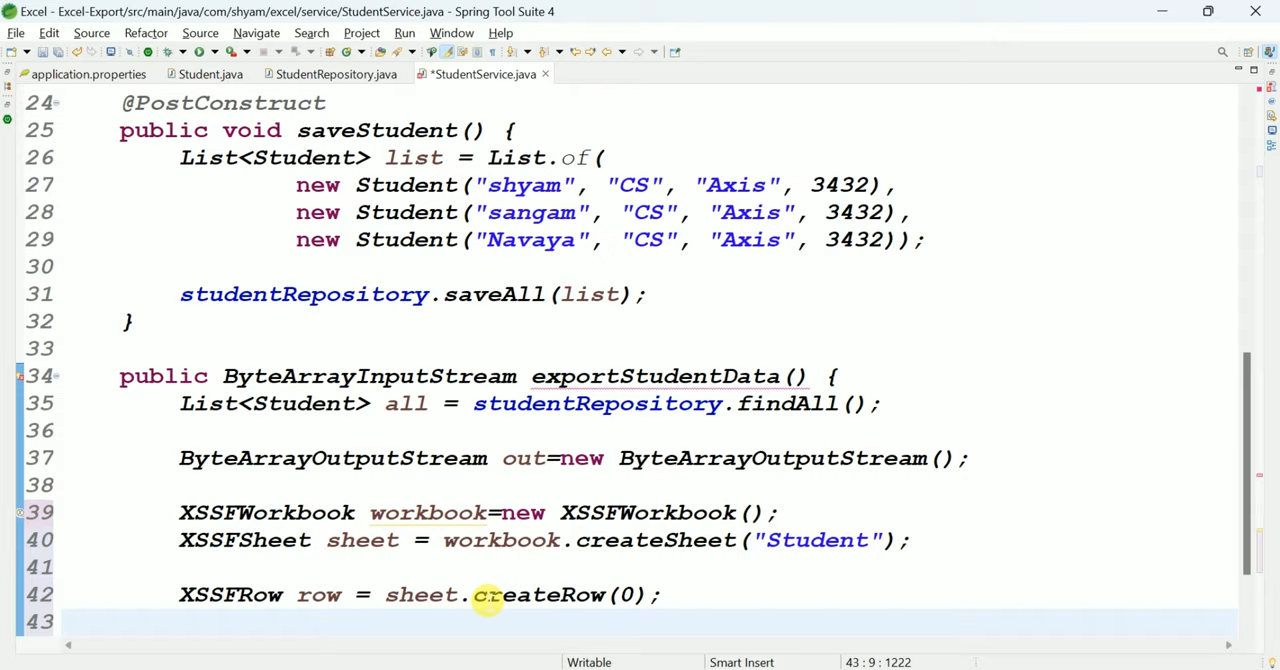 Excel - Excel-Export/src/main/java/com/shyam/excel/service/StudentService.java - Spring Tool Suite 4
File Edit Source Refactor Source Navigate Search Project Run Window Help
application.properties Student.java StudentRepository.java *StudentService.java
24 @PostConstruct
25 public void saveStudent() {
26 List<Student> list = List.of(
27 new Student("shyam", "CS", "Axis", 3432),
28 new Student("sangam", "CS", "Axis", 3432),
29 new Student("Navaya", "CS", "Axis", 3432));
30
31 studentRepository.saveAll(list);
32 }
33
34 public ByteArrayInputStream exportStudentData() {
35 List<Student> all = studentRepository.findAll();
36
37 ByteArrayOutputStream out=new ByteArrayOutputStream();
38
39 XSSFWorkbook workbook=new XSSFWorkbook();
40 XSSFSheet sheet = workbook.createSheet("Student");
41
42 XSSFRow row = sheet.createRow(0);
43
Writable Smart Insert 43 : 9 : 1222